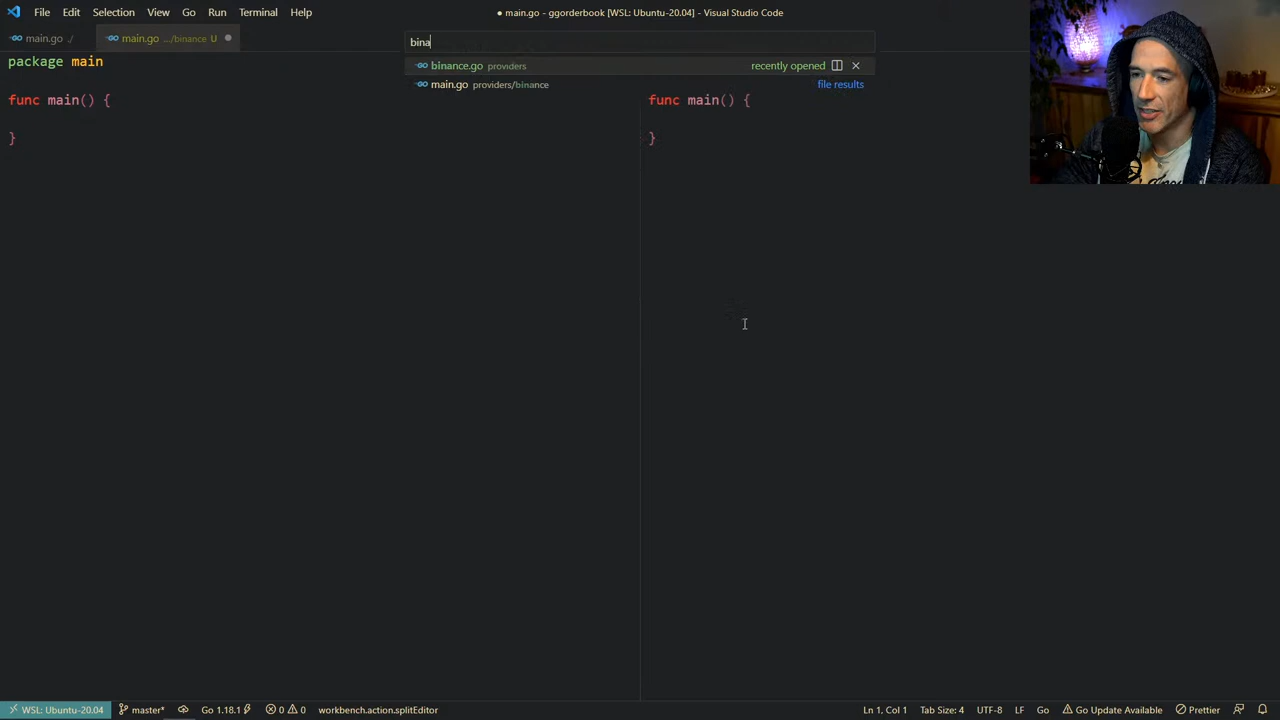 File Edit Selection View Go Run Terminal Help
● main.go - ggorderbook [WSL: Ubuntu-20.04] - Visual Studio Code
main.go ./
main.go .../binance U
bina
binance.go providers recently opened
main.go providers/binance file results
package main
func main() {
}
func main() {
}
WSL: Ubuntu-20.04 master* Go 1.18.1 0 0 workbench.action.splitEditor Ln 1, Col 1 Tab Size: 4 UTF-8 LF Go Go Update Available Prettier